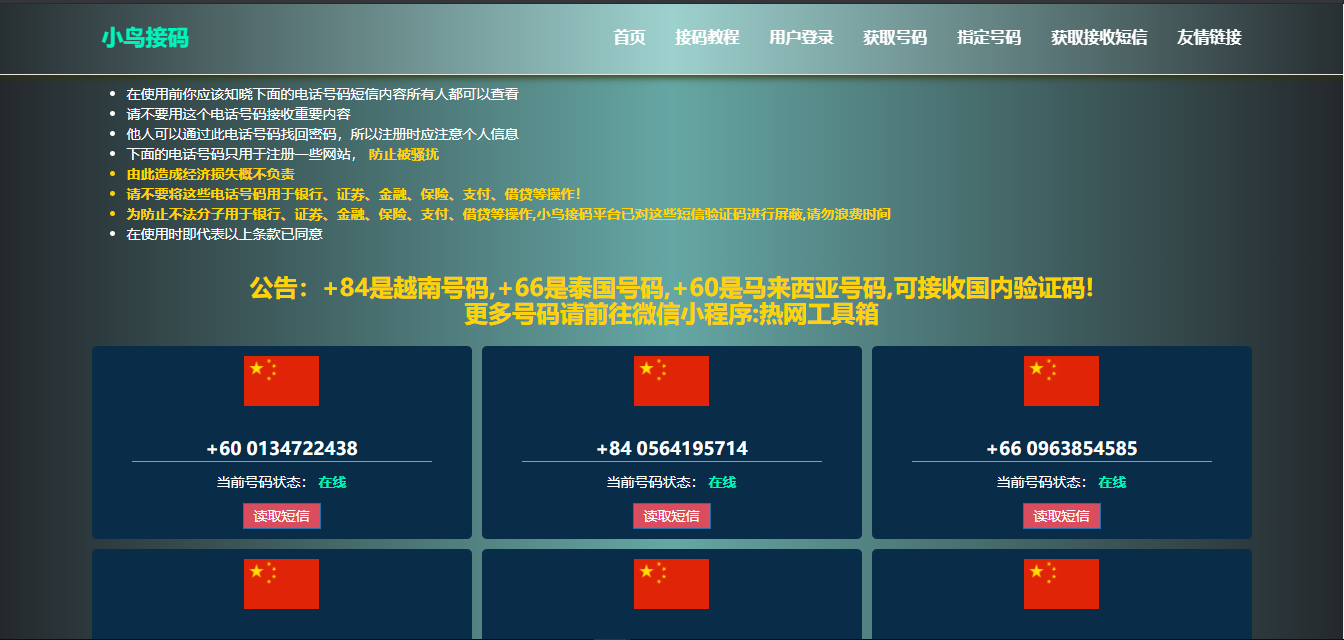 小鸟接码
首页 接码教程 用户登录 获取号码 指定号码 获取接收短信 友情链接
在使用前你应该知晓下面的电话号码短信内容所有人都可以查看
请不要用这个电话号码接收重要内容
他人可以通过此电话号码找回密码，所以注册时应注意个人信息
下面的电话号码只用于注册一些网站， 防止被骚扰
由此造成经济损失概不负责
请不要将这些电话号码用于银行、证券、金融、保险、支付、借贷等操作！
为防止不法分子用于银行、证券、金融、保险、支付、借贷等操作,小鸟接码平台已对这些短信验证码进行屏蔽,请勿浪费时间
在使用时即代表以上条款已同意
公告：+84是越南号码,+66是泰国号码,+60是马来西亚号码,可接收国内验证码!
更多号码请前往微信小程序:热网工具箱
+60 0134722438
当前号码状态： 在线
读取短信
+84 0564195714
当前号码状态： 在线
读取短信
+66 0963854585
当前号码状态： 在线
读取短信